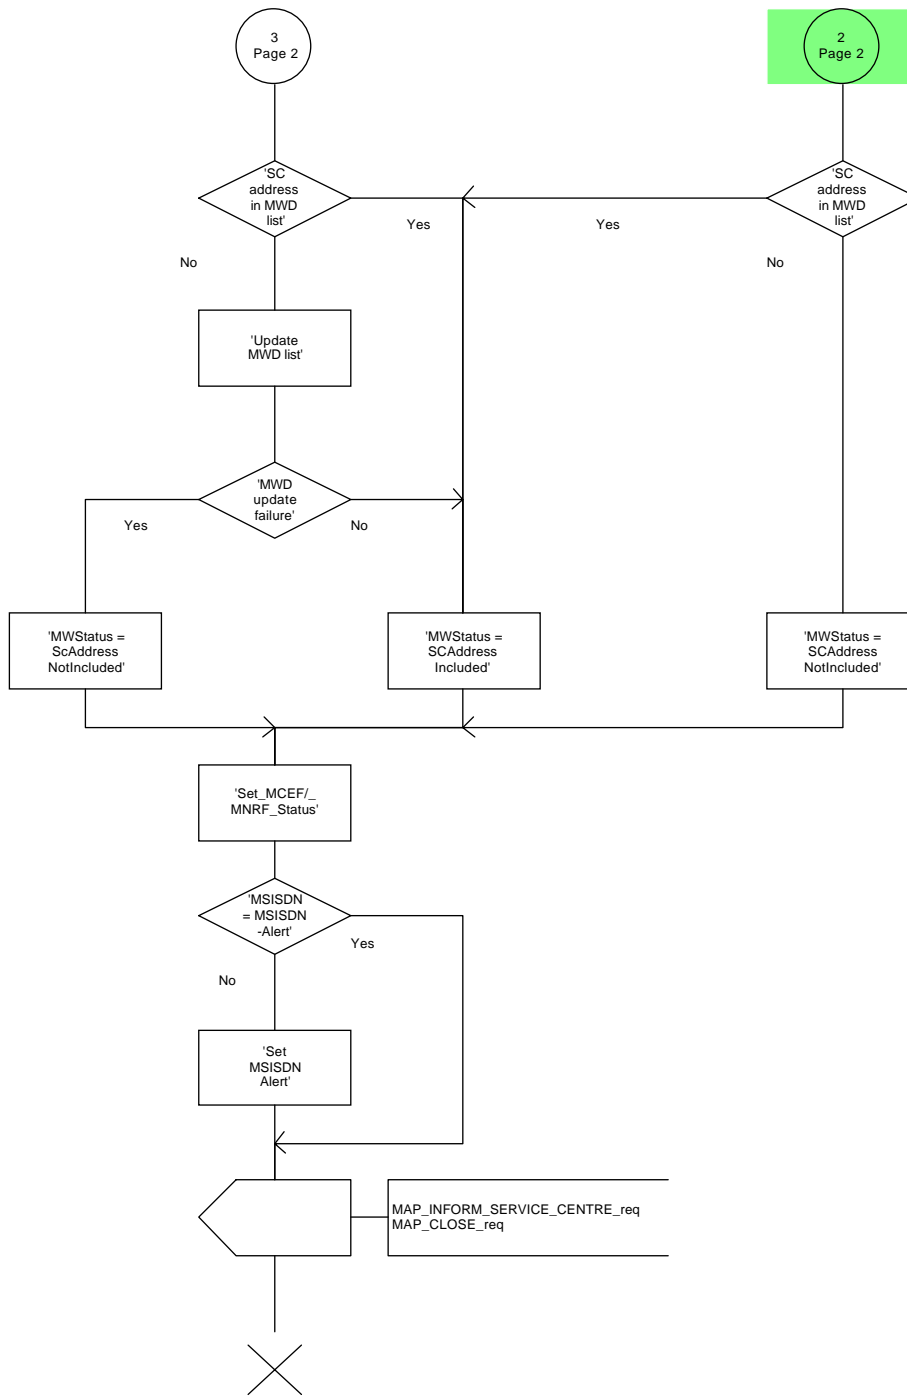 3
Page 2
2
Page 2
'SC
address
in MWD
list'
'SC
address
in MWD
list'
Yes
Yes
No
No
'Update
MWD list'
'MWD
update
failure'
Yes
No
'MWStatus =
ScAddress
NotIncluded'
'MWStatus =
SCAddress
Included'
'MWStatus =
SCAddress
NotIncluded'
'Set_MCEF/_
MNRF_Status'
'MSISDN
= MSISDN
-Alert'
Yes
No
'Set
MSISDN
Alert'
MAP_INFORM_SERVICE_CENTRE_req
MAP_CLOSE_req